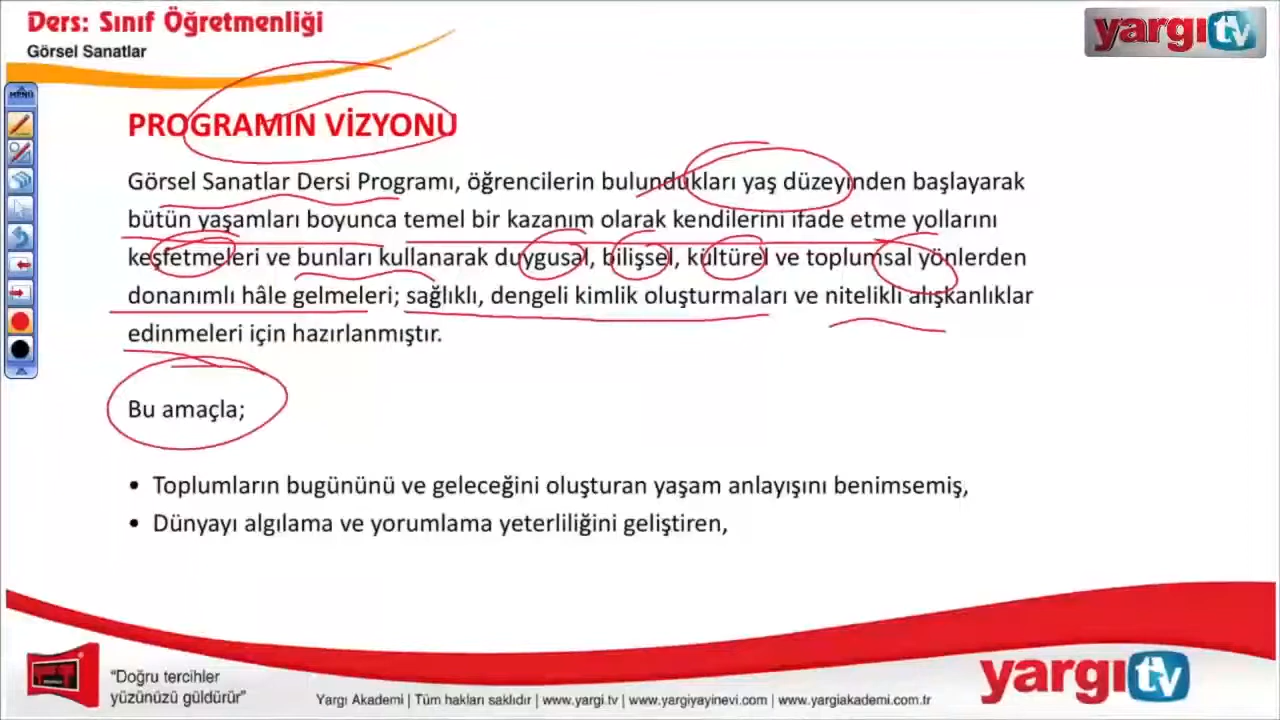 Ders: Sınıf Öğretmenliği
Görsel Sanatlar
yargı tv
MENÜ
PROGRAMIN VİZYONU
Görsel Sanatlar Dersi Programı, öğrencilerin bulundukları yaş düzeyinden başlayarak
bütün yaşamları boyunca temel bir kazanım olarak kendilerini ifade etme yollarını
keşfetmeleri ve bunları kullanarak duygusal, bilişsel, kültürel ve toplumsal yönlerden
donanımlı hâle gelmeleri; sağlıklı, dengeli kimlik oluşturmaları ve nitelikli alışkanlıklar
edinmeleri için hazırlanmıştır.
Bu amaçla;
• Toplumların bugününü ve geleceğini oluşturan yaşam anlayışını benimsemiş,
• Dünyayı algılama ve yorumlama yeterliliğini geliştiren,
"Doğru tercihler
yüzünüzü güldürür"
Yargı Akademi | Tüm hakları saklıdır | www.yargi.tv | www.yargiyayinevi.com | www.yargiakademi.com.tr
yargı tv